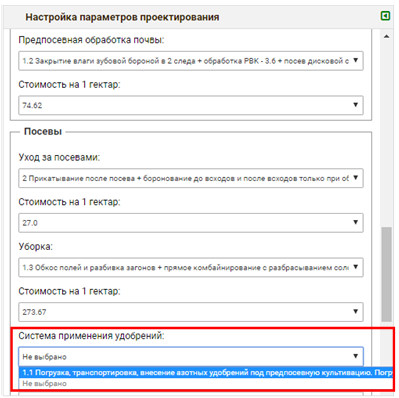 Настройка параметров проектирования
Предпосевная обработка почвы:
1.2 Закрытие влаги зубовой бороной в 2 следа + обработка РВК - 3.6 + посев дисковой с
Стоимость на 1 гектар:
74.62
Посевы
Уход за посевами:
2 Прикатывание после посева + боронование до всходов и после всходов только при об
Стоимость на 1 гектар:
27.0
Уборка:
1.3 Обкос полей и разбивка загонов + прямое комбайнирование с разбрасыванием соло
Стоимость на 1 гектар:
273.67
Система применения удобрений:
Не выбрано
1.1 Погрузка, транспортировка, внесение азотных удобрений под предпосевную культивацию. Погру
Не выбрано